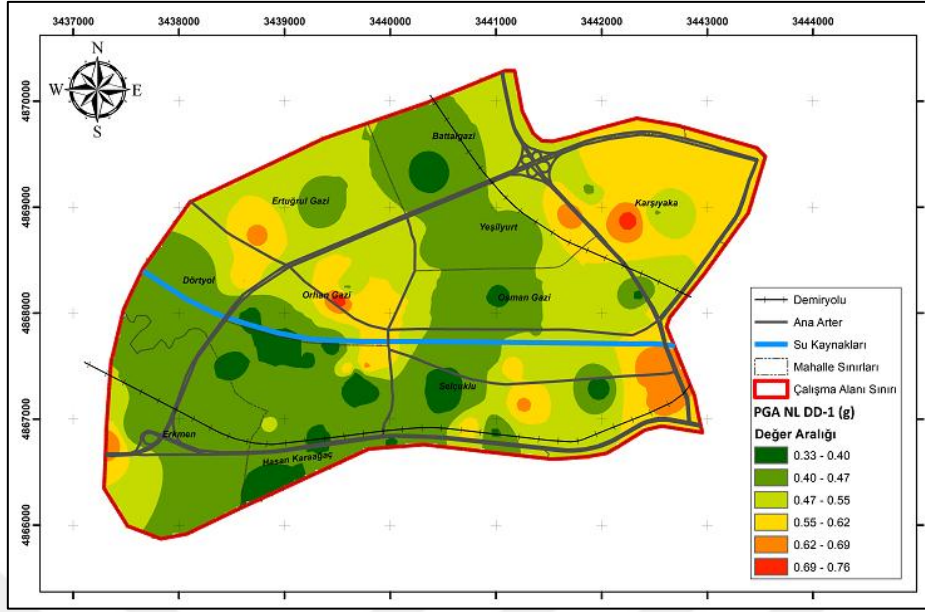 3437000 3438000 3439000 3440000 3441000 3442000 3443000 3444000
N
W E
S
4870000
4869000
4868000
4867000
4866000
Battalgazi
Ertuğrul Gazi
Karşıyaka
Yeşilyurt
Dörtyol
Orhan Gazi
Osman Gazi
Selçuklu
Erkmen
Hasan Karaağaç
Demiryolu
Ana Arter
Su Kaynakları
Mahalle Sınırları
Çalışma Alanı Sınırı
PGA NL DD-1 (g)
Değer Aralığı
0.33 - 0.40
0.40 - 0.47
0.47 - 0.55
0.55 - 0.62
0.62 - 0.69
0.69 - 0.76